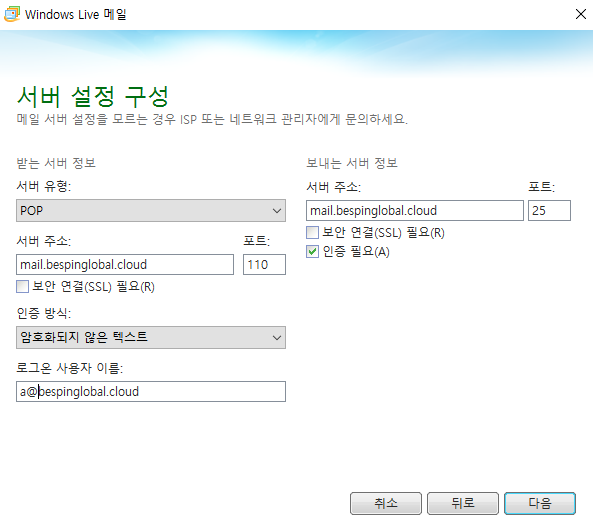 Windows Live 메일
서버 설정 구성
메일 서버 설정을 모르는 경우 ISP 또는 네트워크 관리자에게 문의하세요.
받는 서버 정보
서버 유형:
POP
서버 주소: 포트:
mail.bespinglobal.cloud 110
보안 연결(SSL) 필요(R)
인증 방식:
암호화되지 않은 텍스트
로그온 사용자 이름:
a@bespinglobal.cloud
보내는 서버 정보
서버 주소: 포트:
mail.bespinglobal.cloud 25
보안 연결(SSL) 필요(R)
인증 필요(A)
취소 뒤로 다음